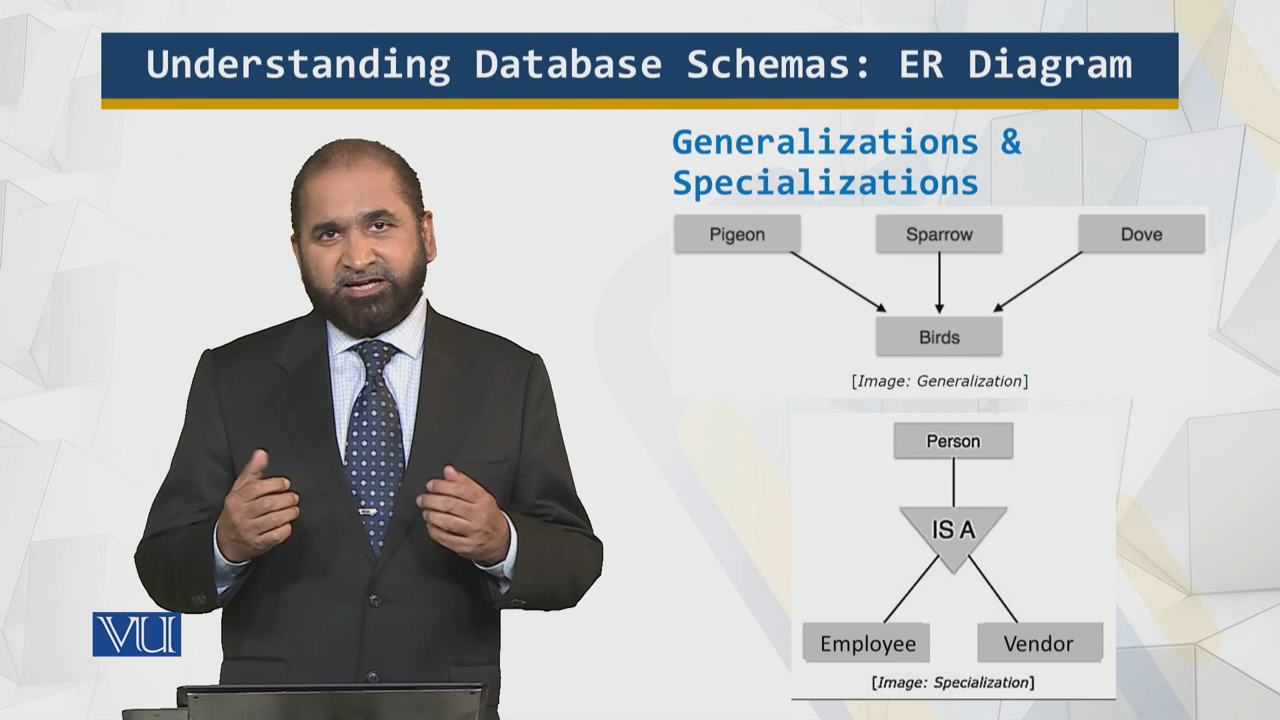 Understanding Database Schemas: ER Diagram
Generalizations &
Specializations
Pigeon
Sparrow
Dove
Birds
[Image: Generalization]
Person
IS A
Employee
Vendor
[Image: Specialization]
VU